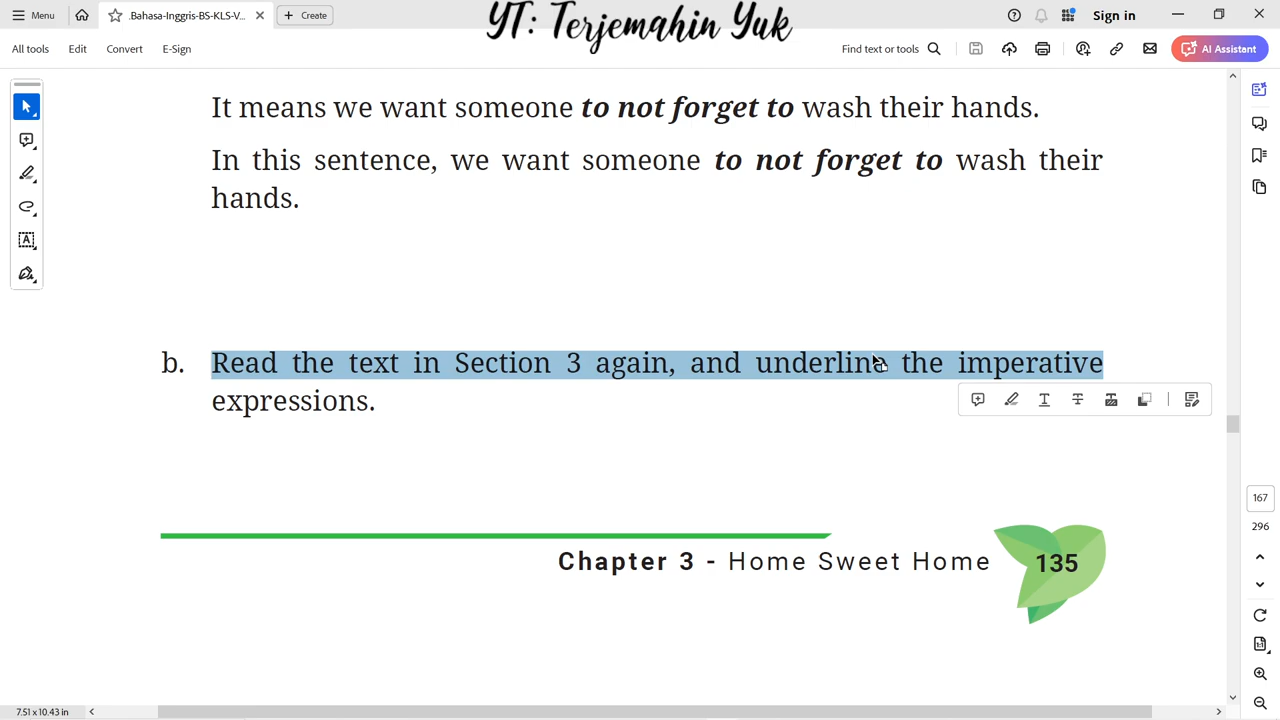 Menu
.Bahasa-Inggris-BS-KLS-V...
Create
YT: Terjemahin Yuk
Sign in
All tools
Edit
Convert
E-Sign
Find text or tools
AI Assistant
It means we want someone to not forget to wash their hands.
In this sentence, we want someone to not forget to wash their
hands.
b. Read the text in Section 3 again, and underline the imperative
expressions.
167
296
Chapter 3 - Home Sweet Home
135
7.51 x 10.43 in